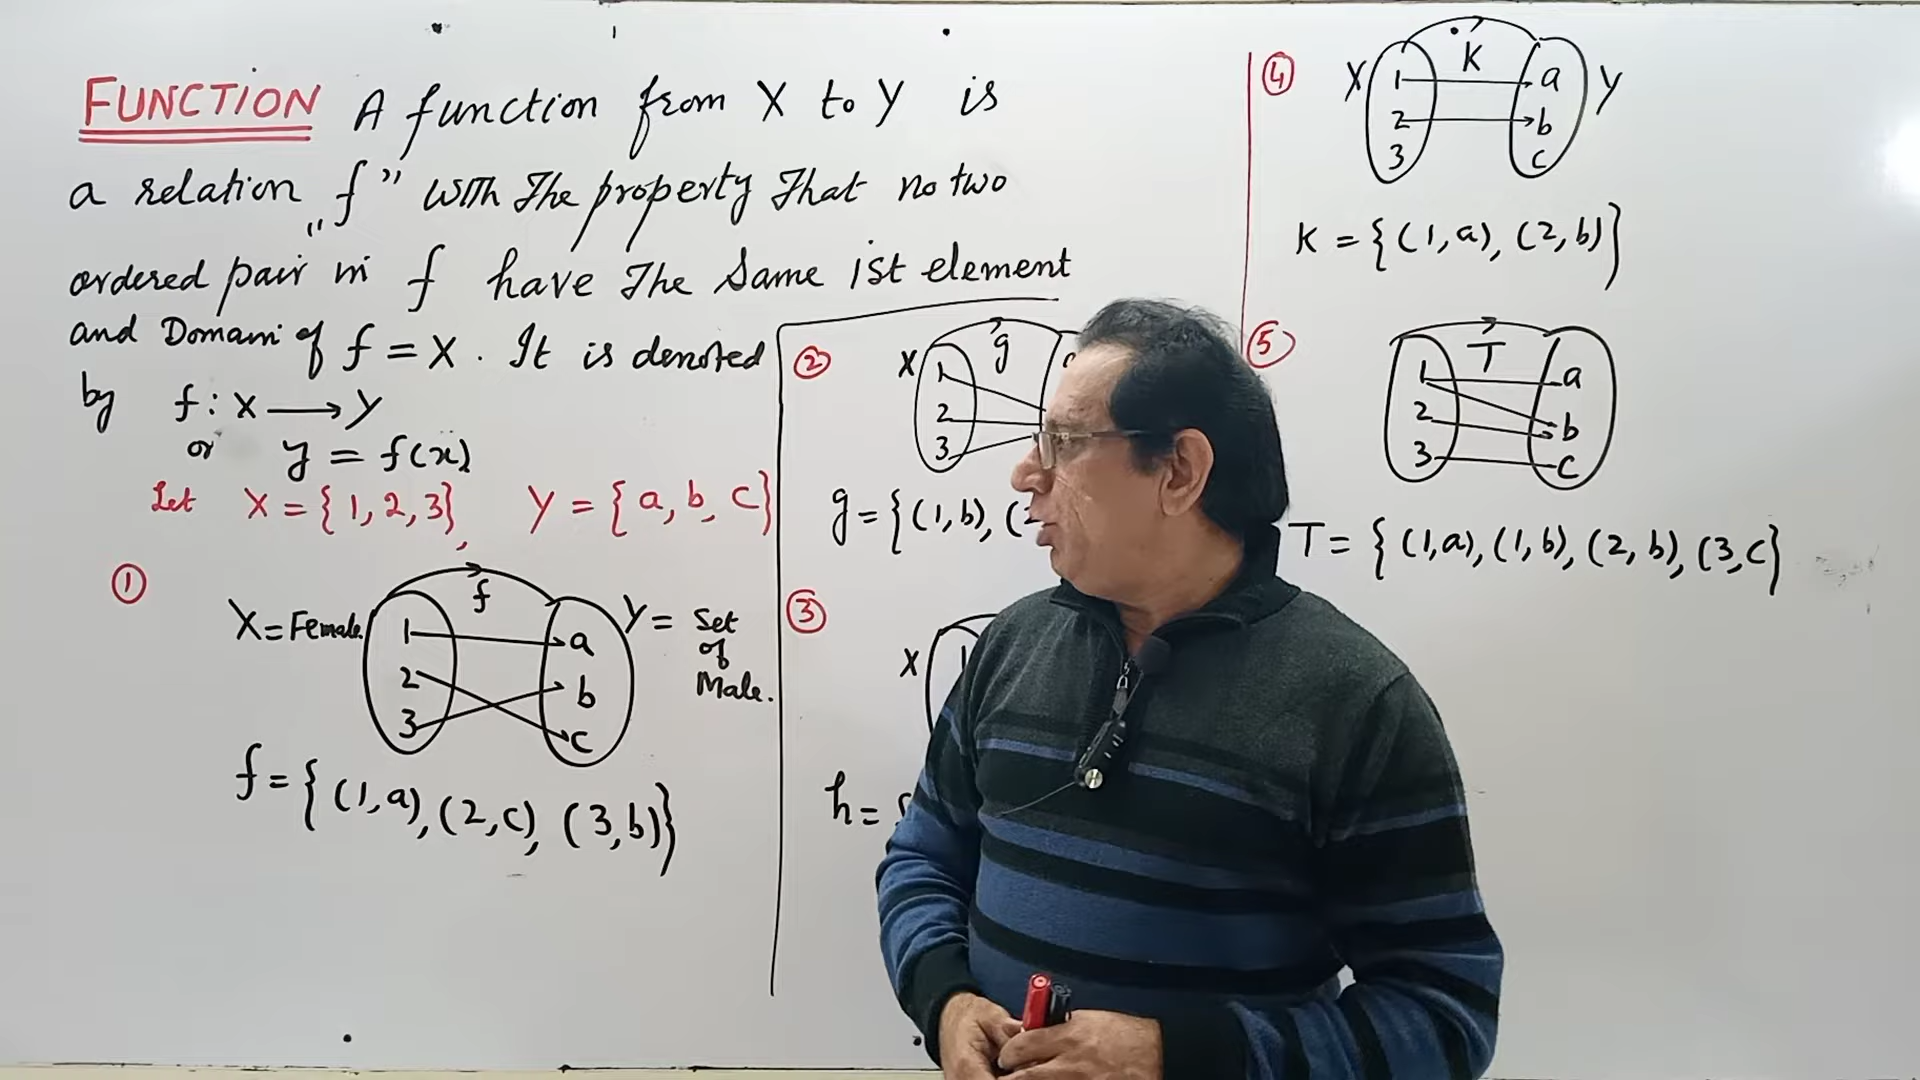 FUNCTION A function from X to Y is
a relation „f” with the property that no two
ordered pair in f have the same 1st element
and Domain of f = X . It is denoted
by f : X ⟶ Y
or y = f(x)
Let X = {1, 2, 3}, Y = {a, b, c}
①
X = Female.
f
1 a
2 b
3 c
Y = Set
of
Male.
f = {(1, a), (2, c), (3, b)}
②
X
g
1
2
3
g = {(1, b),
③
X
h =
④
X K Y
1 a
2 b
3 c
K = {(1, a), (2, b)}
⑤
T
1 a
2 b
3 c
T = {(1,a), (1, b), (2, b), (3, c}